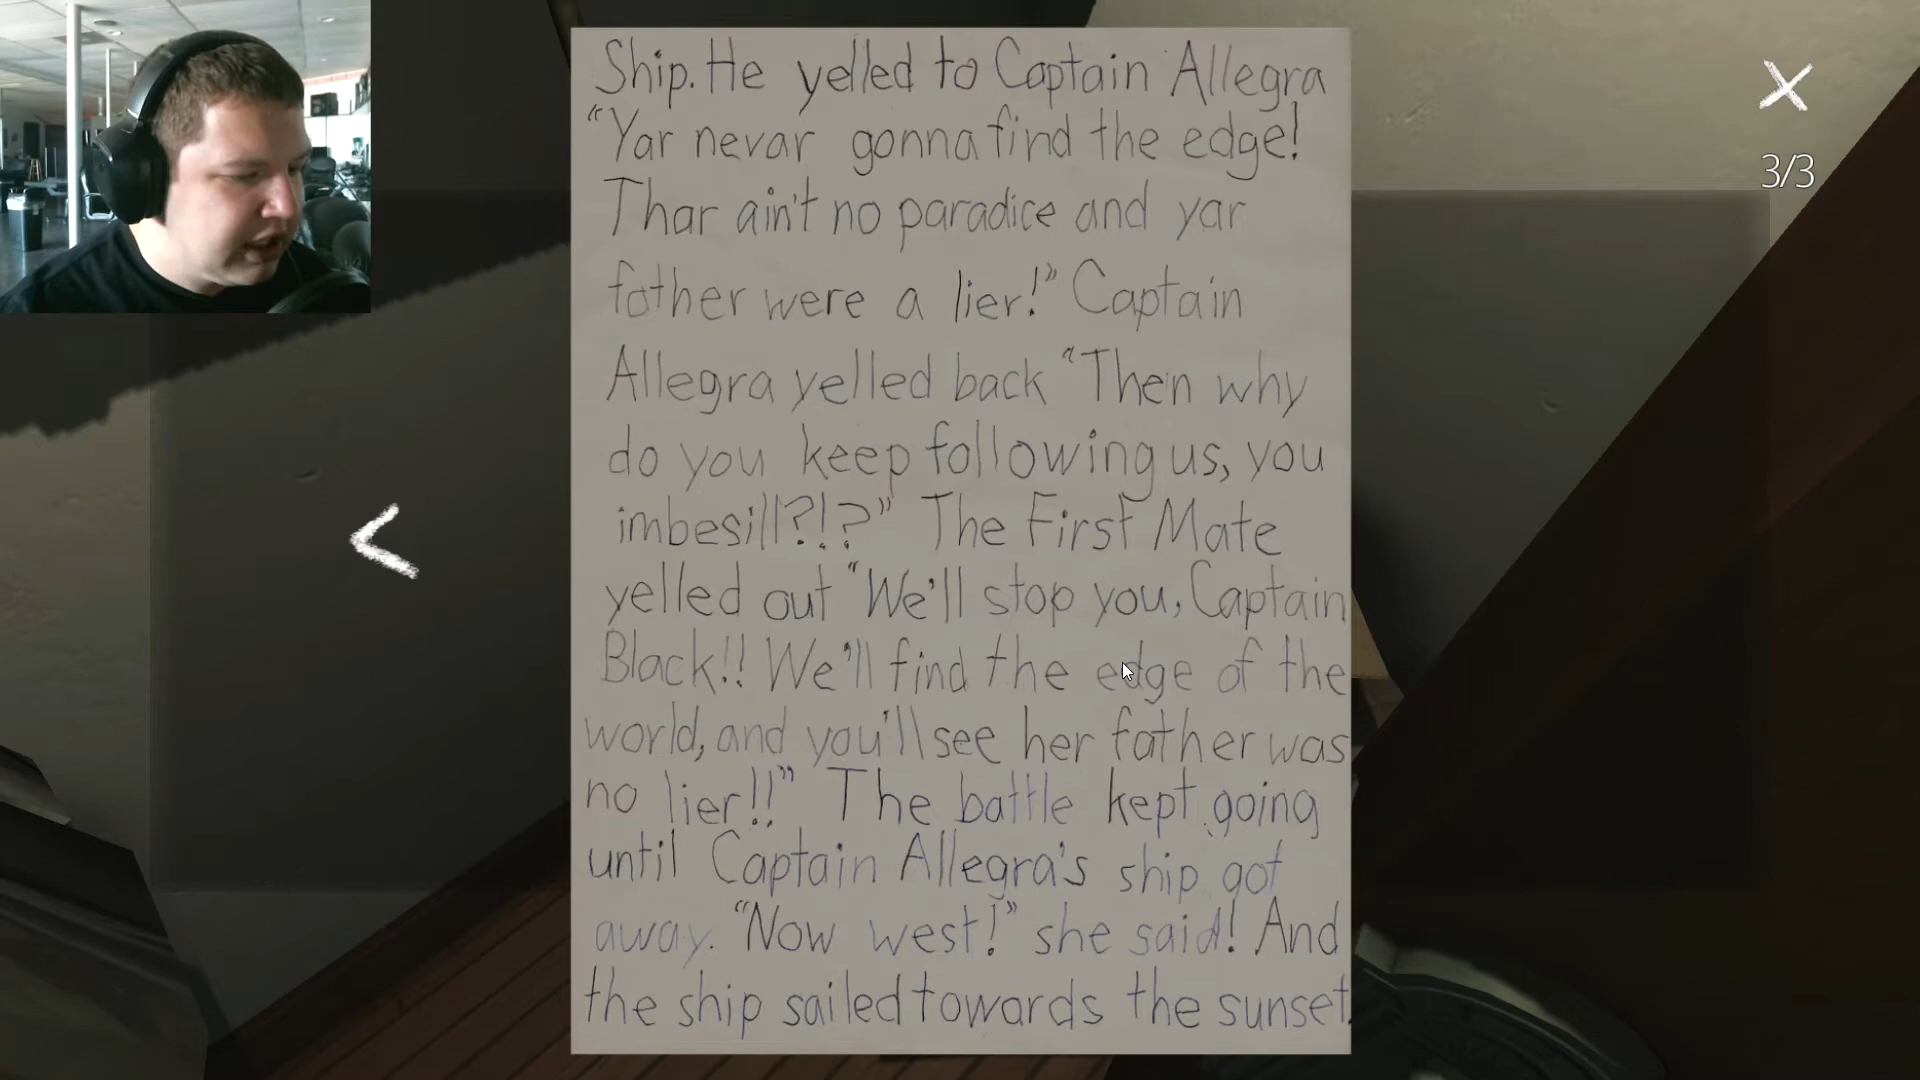 Ship. He yelled to Captain Allegra
"Yar nevar gonna find the edge!
Thar ain't no paradice and yar
father were a lier!" Captain
Allegra yelled back "Then why
do you keep following us, you
imbesill?!?" The First Mate
yelled out "We'll stop you, Captain
Black!! We'll find the edge of the
world, and you'll see her father was
no lier!!" The battle kept going
until Captain Allegra's ship got
away. "Now west!" she said! And
the ship sailed towards the sunset.
3/3